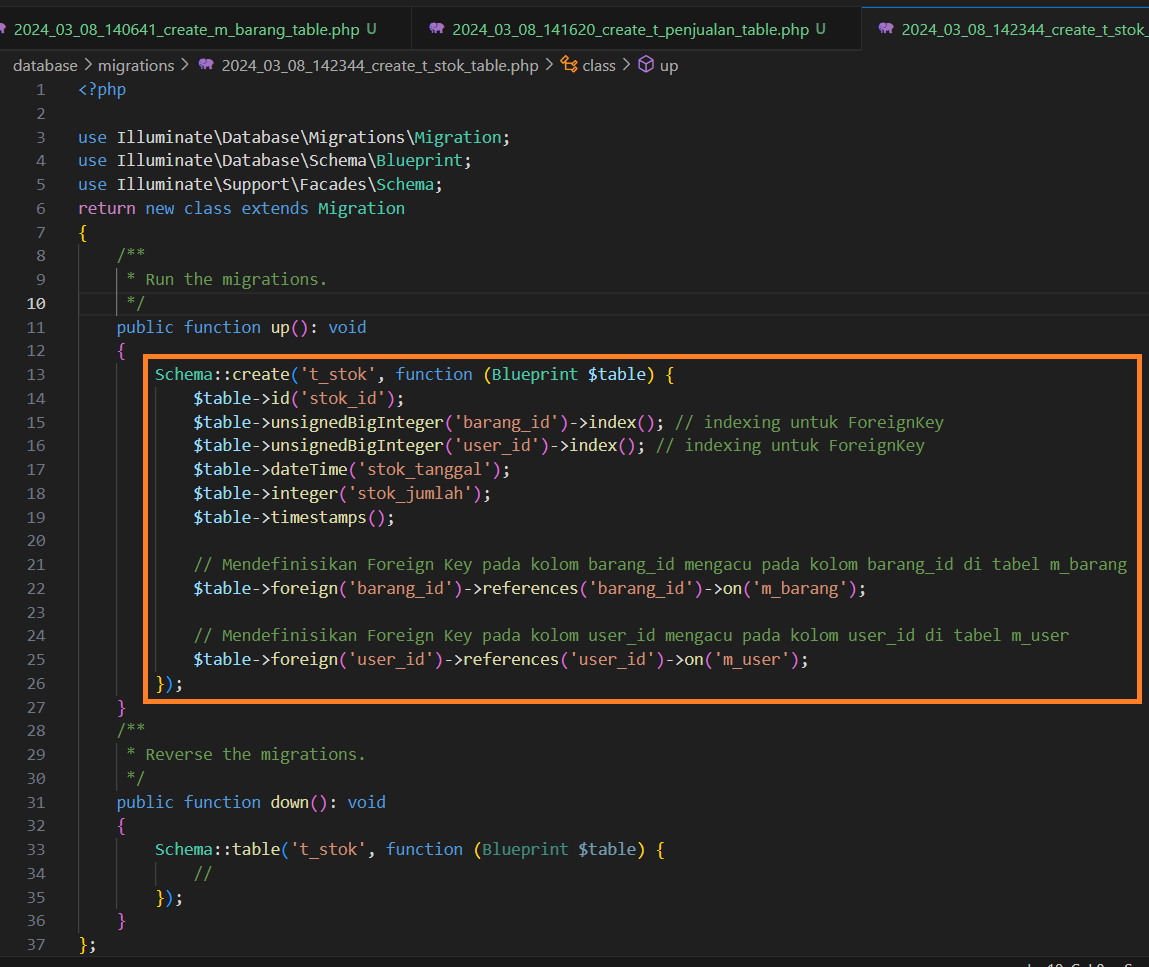 2024_03_08_140641_create_m_barang_table.php U
2024_03_08_141620_create_t_penjualan_table.php U
2024_03_08_142344_create_t_stok_
database > migrations > 2024_03_08_142344_create_t_stok_table.php > class > up
1 <?php
2
3 use Illuminate\Database\Migrations\Migration;
4 use Illuminate\Database\Schema\Blueprint;
5 use Illuminate\Support\Facades\Schema;
6 return new class extends Migration
7 {
8 /**
9 * Run the migrations.
10 */
11 public function up(): void
12 {
13 Schema::create('t_stok', function (Blueprint $table) {
14 $table->id('stok_id');
15 $table->unsignedBigInteger('barang_id')->index(); // indexing untuk ForeignKey
16 $table->unsignedBigInteger('user_id')->index(); // indexing untuk ForeignKey
17 $table->dateTime('stok_tanggal');
18 $table->integer('stok_jumlah');
19 $table->timestamps();
20
21 // Mendefinisikan Foreign Key pada kolom barang_id mengacu pada kolom barang_id di tabel m_barang
22 $table->foreign('barang_id')->references('barang_id')->on('m_barang');
23
24 // Mendefinisikan Foreign Key pada kolom user_id mengacu pada kolom user_id di tabel m_user
25 $table->foreign('user_id')->references('user_id')->on('m_user');
26 });
27 }
28 /**
29 * Reverse the migrations.
30 */
31 public function down(): void
32 {
33 Schema::table('t_stok', function (Blueprint $table) {
34 //
35 });
36 }
37 };